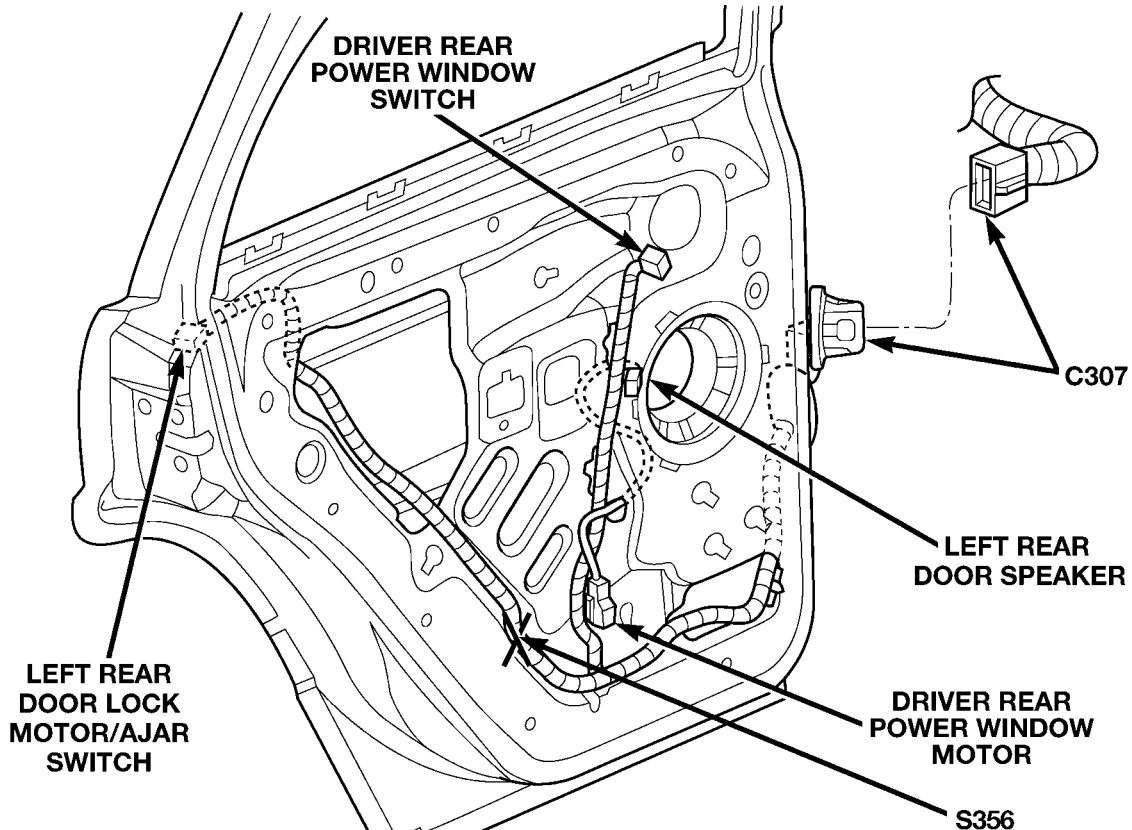 DRIVER REAR
POWER WINDOW
SWITCH
C307
LEFT REAR
DOOR SPEAKER
LEFT REAR
DOOR LOCK
MOTOR/AJAR
SWITCH
DRIVER REAR
POWER WINDOW
MOTOR
S356